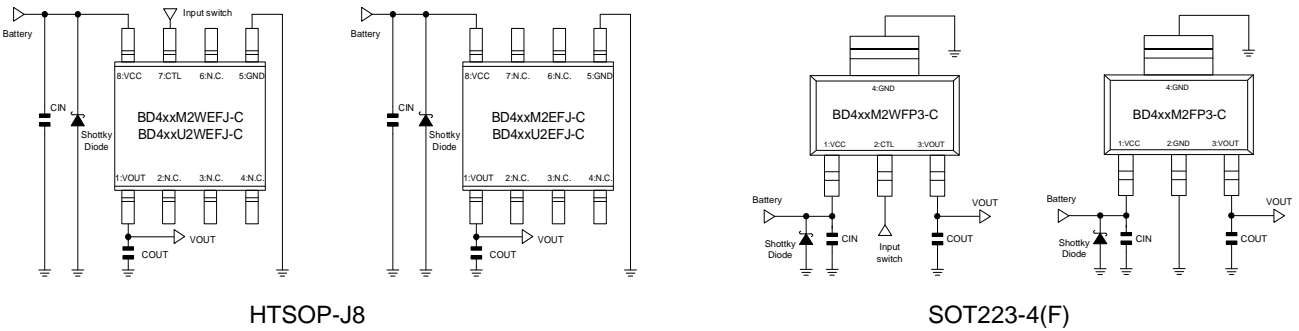 Battery
Input switch
8:VCC 7:CTL 6:N.C. 5:GND
CIN
Shottky
Diode
BD4xxM2WEFJ-C
BD4xxU2WEFJ-C
1:VOUT 2:N.C. 3:N.C. 4:N.C.
VOUT
COUT
Battery
8:VCC 7:N.C. 6:N.C. 5:GND
CIN
Shottky
Diode
BD4xxM2EFJ-C
BD4xxU2EFJ-C
1:VOUT 2:N.C. 3:N.C. 4:N.C.
VOUT
COUT
HTSOP-J8
4:GND
BD4xxM2WFP3-C
1:VCC 2:CTL 3:VOUT
Battery
VOUT
Shottky
Diode
CIN
Input
switch
COUT
4:GND
BD4xxM2FP3-C
1:VCC 2:GND 3:VOUT
Battery
VOUT
Shottky
Diode
CIN
COUT
SOT223-4(F)